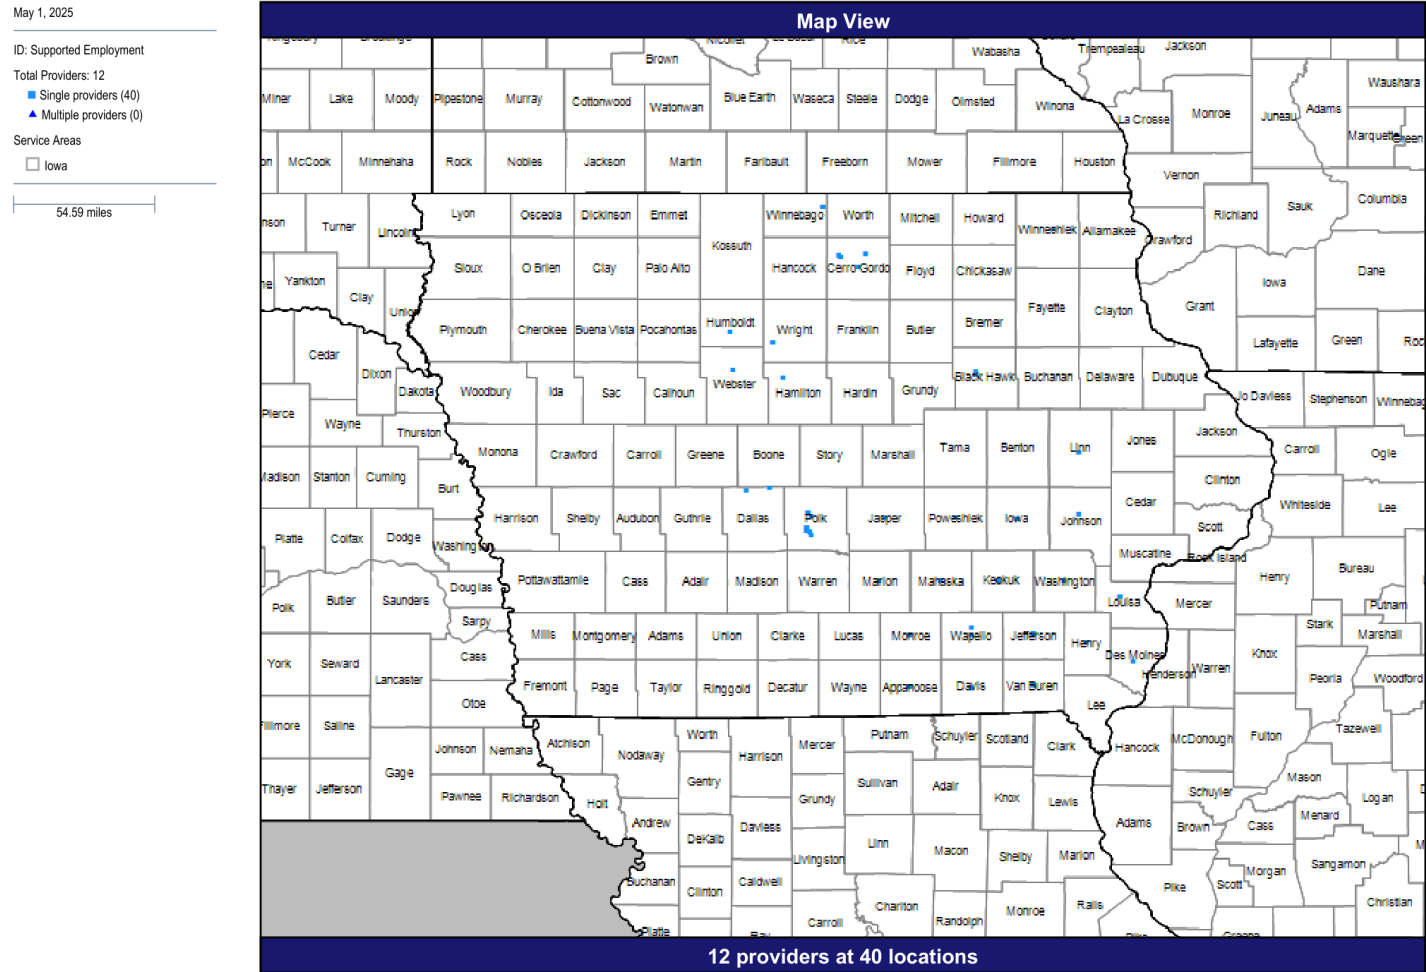 May 1, 2025
ID: Supported Employment
Total Providers: 12
Single providers (40)
Multiple providers (0)
Service Areas
Iowa
54.59 miles
Map View
Brown
Wabasha
Trempealeau
Jackson
Miner Lake Moody Pipestone Murray Cottonwood Watonwan Blue Earth Waseca Steele Dodge Olmsted Winona La Crosse Monroe Juneau Adams Waushara
Marquette Green
McCook Minnehaha Rock Nobles Jackson Martin Faribault Freeborn Mower Fillmore Houston Vernon
Turner Lincoln Lyon Osceola Dickinson Emmet Kossuth Winnebago Worth Mitchell Howard Winneshiek Allamakee Crawford Richland Sauk Columbia
Yankton Clay Union Sioux O Brien Clay Palo Alto Hancock Cerro Gordo Floyd Chickasaw Fayette Clayton Grant Iowa Dane
Plymouth Cherokee Buena Vista Pocahontas Humboldt Wright Franklin Butler Bremer Lafayette Green
Cedar Dixon Dakota Woodbury Ida Sac Calhoun Webster Hamilton Hardin Grundy Black Hawk Buchanan Delaware Dubuque Jo Daviess Stephenson
Pierce Wayne Thurston
Madison Stanton Cuming Burt Monona Crawford Carroll Greene Boone Story Marshall Tama Benton Linn Jones Jackson Carroll Ogle
Clinton Whiteside Lee
Platte Colfax Dodge Washington Harrison Shelby Audubon Guthrie Dallas Polk Jasper Poweshiek Iowa Johnson Cedar Scott
Muscatine Rock Island
Polk Butler Saunders Douglas Sarpy Pottawattamie Cass Adair Madison Warren Marion Mahaska Keokuk Washington Louisa Mercer Henry Bureau Putnam
York Seward Lancaster Cass Mills Montgomery Adams Union Clarke Lucas Monroe Wapello Jefferson Henry Des Moines Henderson Warren Knox Stark Marshall
Otoe Fremont Page Taylor Ringgold Decatur Wayne Appanoose Davis Van Buren Lee Peoria Woodford
Fillmore Saline Gage Johnson Nemaha Atchison Nodaway Worth Harrison Mercer Putnam Schuyler Scotland Clark Hancock McDonough Fulton Tazewell
Thayer Jefferson Pawnee Richardson Holt Gentry Grundy Sullivan Adair Knox Lewis Adams Schuyler Mason Logan
Andrew DeKalb Daviess Livingston Linn Macon Shelby Marion Brown Cass Menard
Buchanan Clinton Caldwell Pike Scott Morgan Sangamon Christian
Platte Carroll Chariton Randolph Monroe Ralls
12 providers at 40 locations